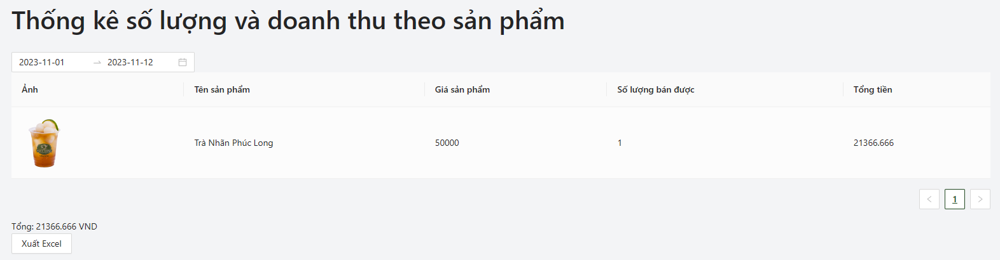 Thống kê số lượng và doanh thu theo sản phẩm
2023-11-01 → 2023-11-12
Ảnh Tên sản phẩm Giá sản phẩm Số lượng bán được Tổng tiền
Trà Nhãn Phúc Long 50000 1 21366.666
< 1 >
Tổng: 21366.666 VND
Xuất Excel